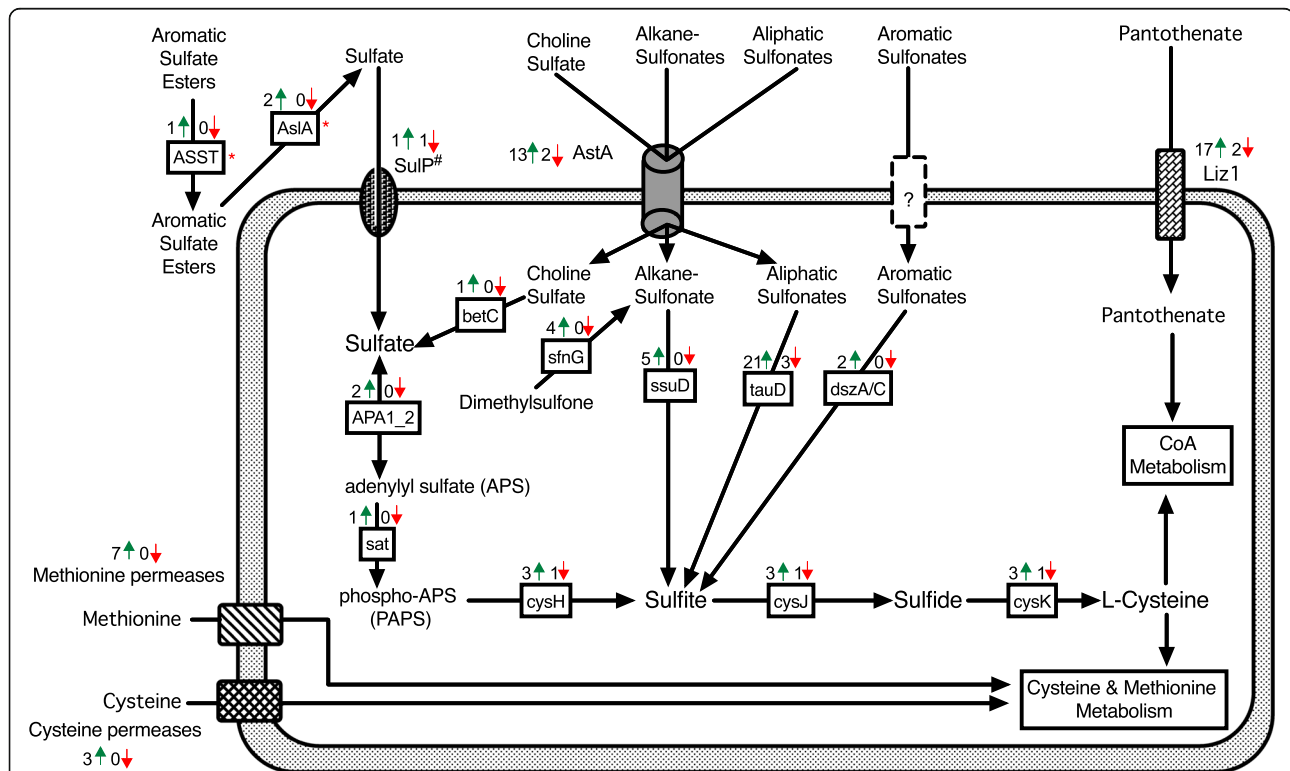 Aromatic
Sulfate
Esters
Sulfate
Choline
Sulfate
Alkane-
Sulfonates
Aliphatic
Sulfonates
Aromatic
Sulfonates
Pantothenate
1 0
ASST *
2 0
AslA *
Aromatic
Sulfate
Esters
1 1
SulP#
13 2 AstA
?
17 2
Liz1
Choline
Sulfate
Alkane-
Sulfonate
Aliphatic
Sulfonates
Aromatic
Sulfonates
Pantothenate
1 0
betC
Sulfate
4 0
sfnG
Dimethylsulfone
5 0
ssuD
21 3
tauD
2 0
dszA/C
2 0
APA1_2
CoA
Metabolism
adenylyl sulfate (APS)
1 0
sat
phospho-APS
(PAPS)
3 1
cysH
Sulfite
3 1
cysJ
Sulfide
3 1
cysK
L-Cysteine
7 0
Methionine permeases
Methionine
Cysteine
Cysteine permeases
3 0
Cysteine & Methionine
Metabolism